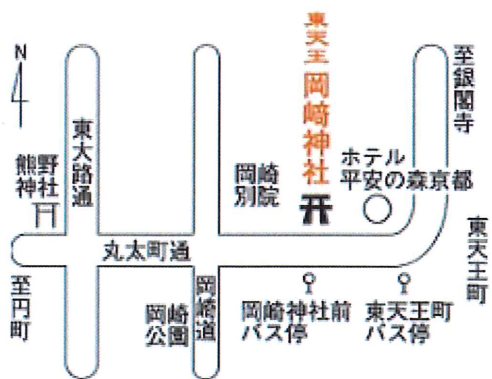 N
東天王 岡﨑神社
至銀閣寺
東大路通
熊野
神社
岡崎
別院
ホテル
平安の森京都
東天王町
丸太町通
至円町
岡崎道
岡崎
公園
岡崎神社前
バス停
東天王町
バス停